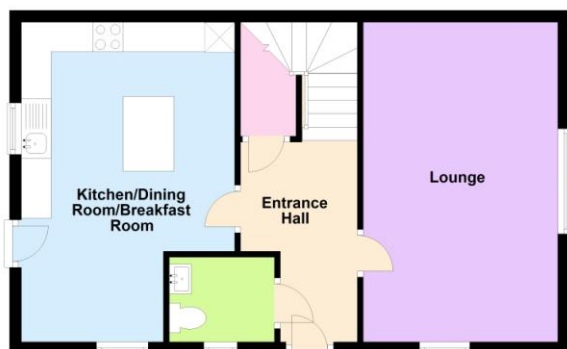 Kitchen/Dining
Room/Breakfast
Room
Entrance
Hall
Lounge